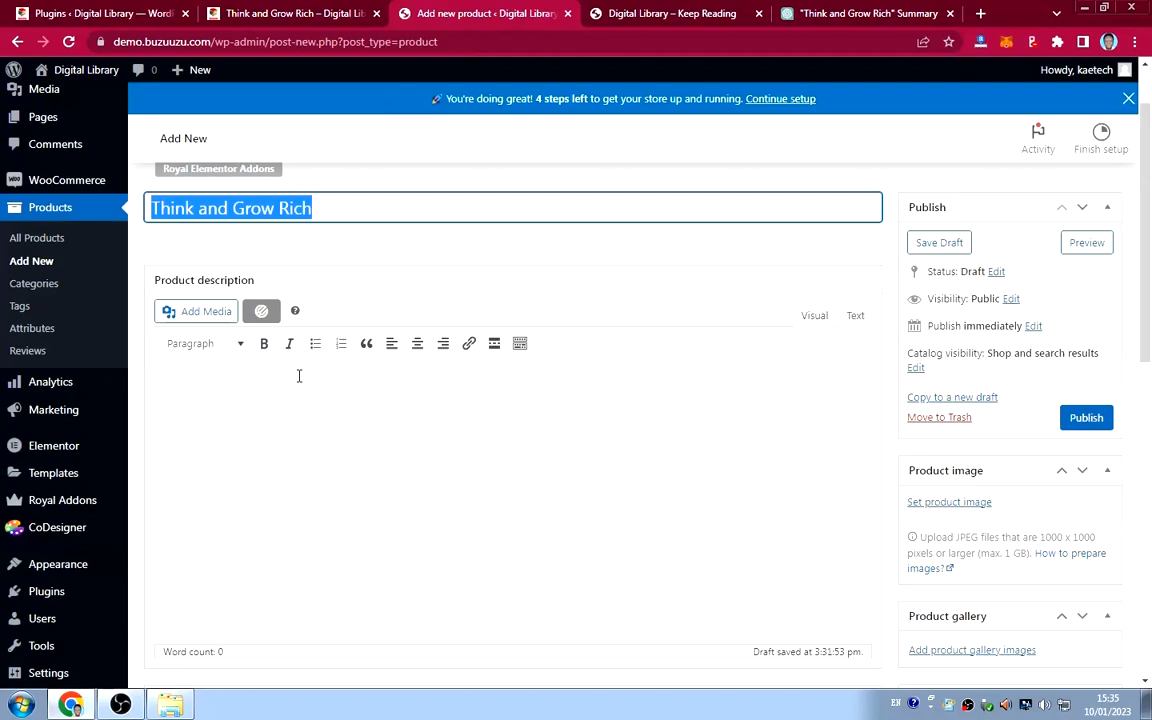 Plugins ‹ Digital Library — Word
Think and Grow Rich – Digital Lib
Add new product ‹ Digital Library
Digital Library – Keep Reading
"Think and Grow Rich" Summary
demo.buzuuzu.com/wp-admin/post-new.php?post_type=product
Digital Library
0
New
Howdy, kaetech
Media
Pages
Comments
WooCommerce
Products
All Products
Add New
Categories
Tags
Attributes
Reviews
Analytics
Marketing
Elementor
Templates
Royal Addons
CoDesigner
Appearance
Plugins
Users
Tools
Settings
You're doing great! 4 steps left to get your store up and running. Continue setup
Add New
Activity
Finish setup
Royal Elementor Addons
Think and Grow Rich
Product description
Add Media
Visual
Text
Paragraph
Word count: 0
Draft saved at 3:31:53 pm.
Publish
Save Draft
Preview
Status: Draft Edit
Visibility: Public Edit
Publish immediately Edit
Catalog visibility: Shop and search results
Edit
Copy to a new draft
Move to Trash
Publish
Product image
Set product image
Upload JPEG files that are 1000 x 1000
pixels or larger (max. 1 GB). How to prepare
images?
Product gallery
Add product gallery images
EN
15:35
10/01/2023